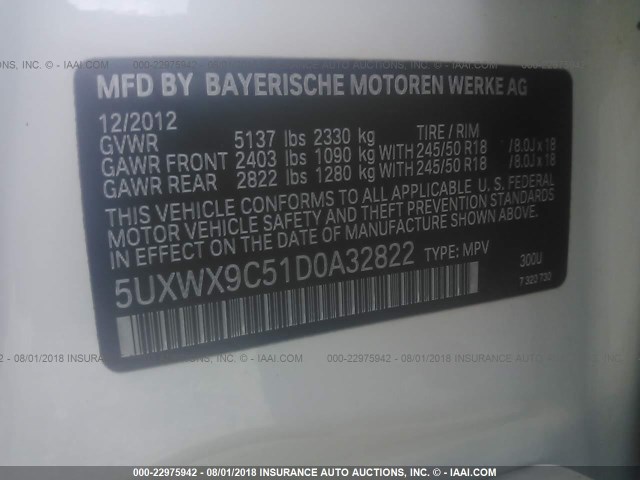 MFD BY BAYERISCHE MOTOREN WERKE AG
12/2012
GVWR 5137 lbs 2330 kg TIRE / RIM
GAWR FRONT 2403 lbs 1090 kg WITH 245/50 R18 / 8.0J x 18
GAWR REAR 2822 lbs 1280 kg WITH 245/50 R18 / 8.0J x 18
THIS VEHICLE CONFORMS TO ALL APPLICABLE U. S. FEDERAL
MOTOR VEHICLE SAFETY AND THEFT PREVENTION STANDARDS
IN EFFECT ON THE DATE OF MANUFACTURE SHOWN ABOVE.
5UXWX9C51D0A32822 TYPE: MPV 300U
7 320 730
000-22975942 - 08/01/2018 INSURANCE AUTO AUCTIONS, INC. - © - WWW.IAAI.COM